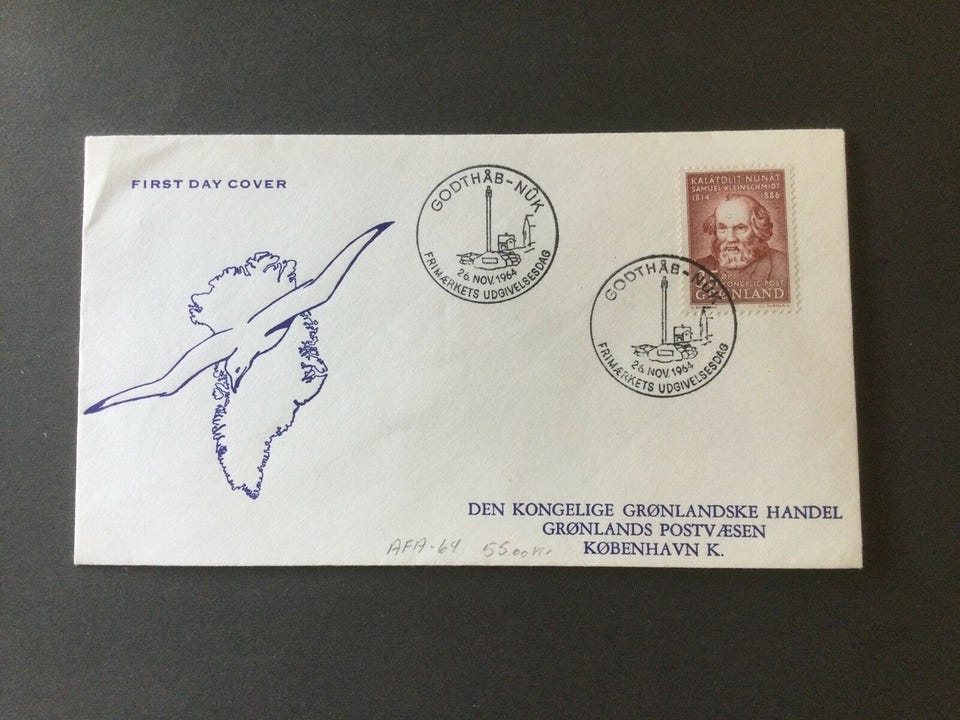 FIRST DAY COVER
GODTHÅB-NÛK
26. NOV. 1964
FRIMÆRKETS UDGIVELSESDAG
KALÂTDLIT NUNÂT
SAMUEL KLEINSCHMIDT
1814 1886
ØRE
KONGELIG POST
GRØNLAND
GODTHÅB-NÛK
26. NOV. 1964
FRIMÆRKETS UDGIVELSESDAG
DEN KONGELIGE GRØNLANDSKE HANDEL
GRØNLANDS POSTVÆSEN
KØBENHAVN K.
AFA-64 55 00 Kr.